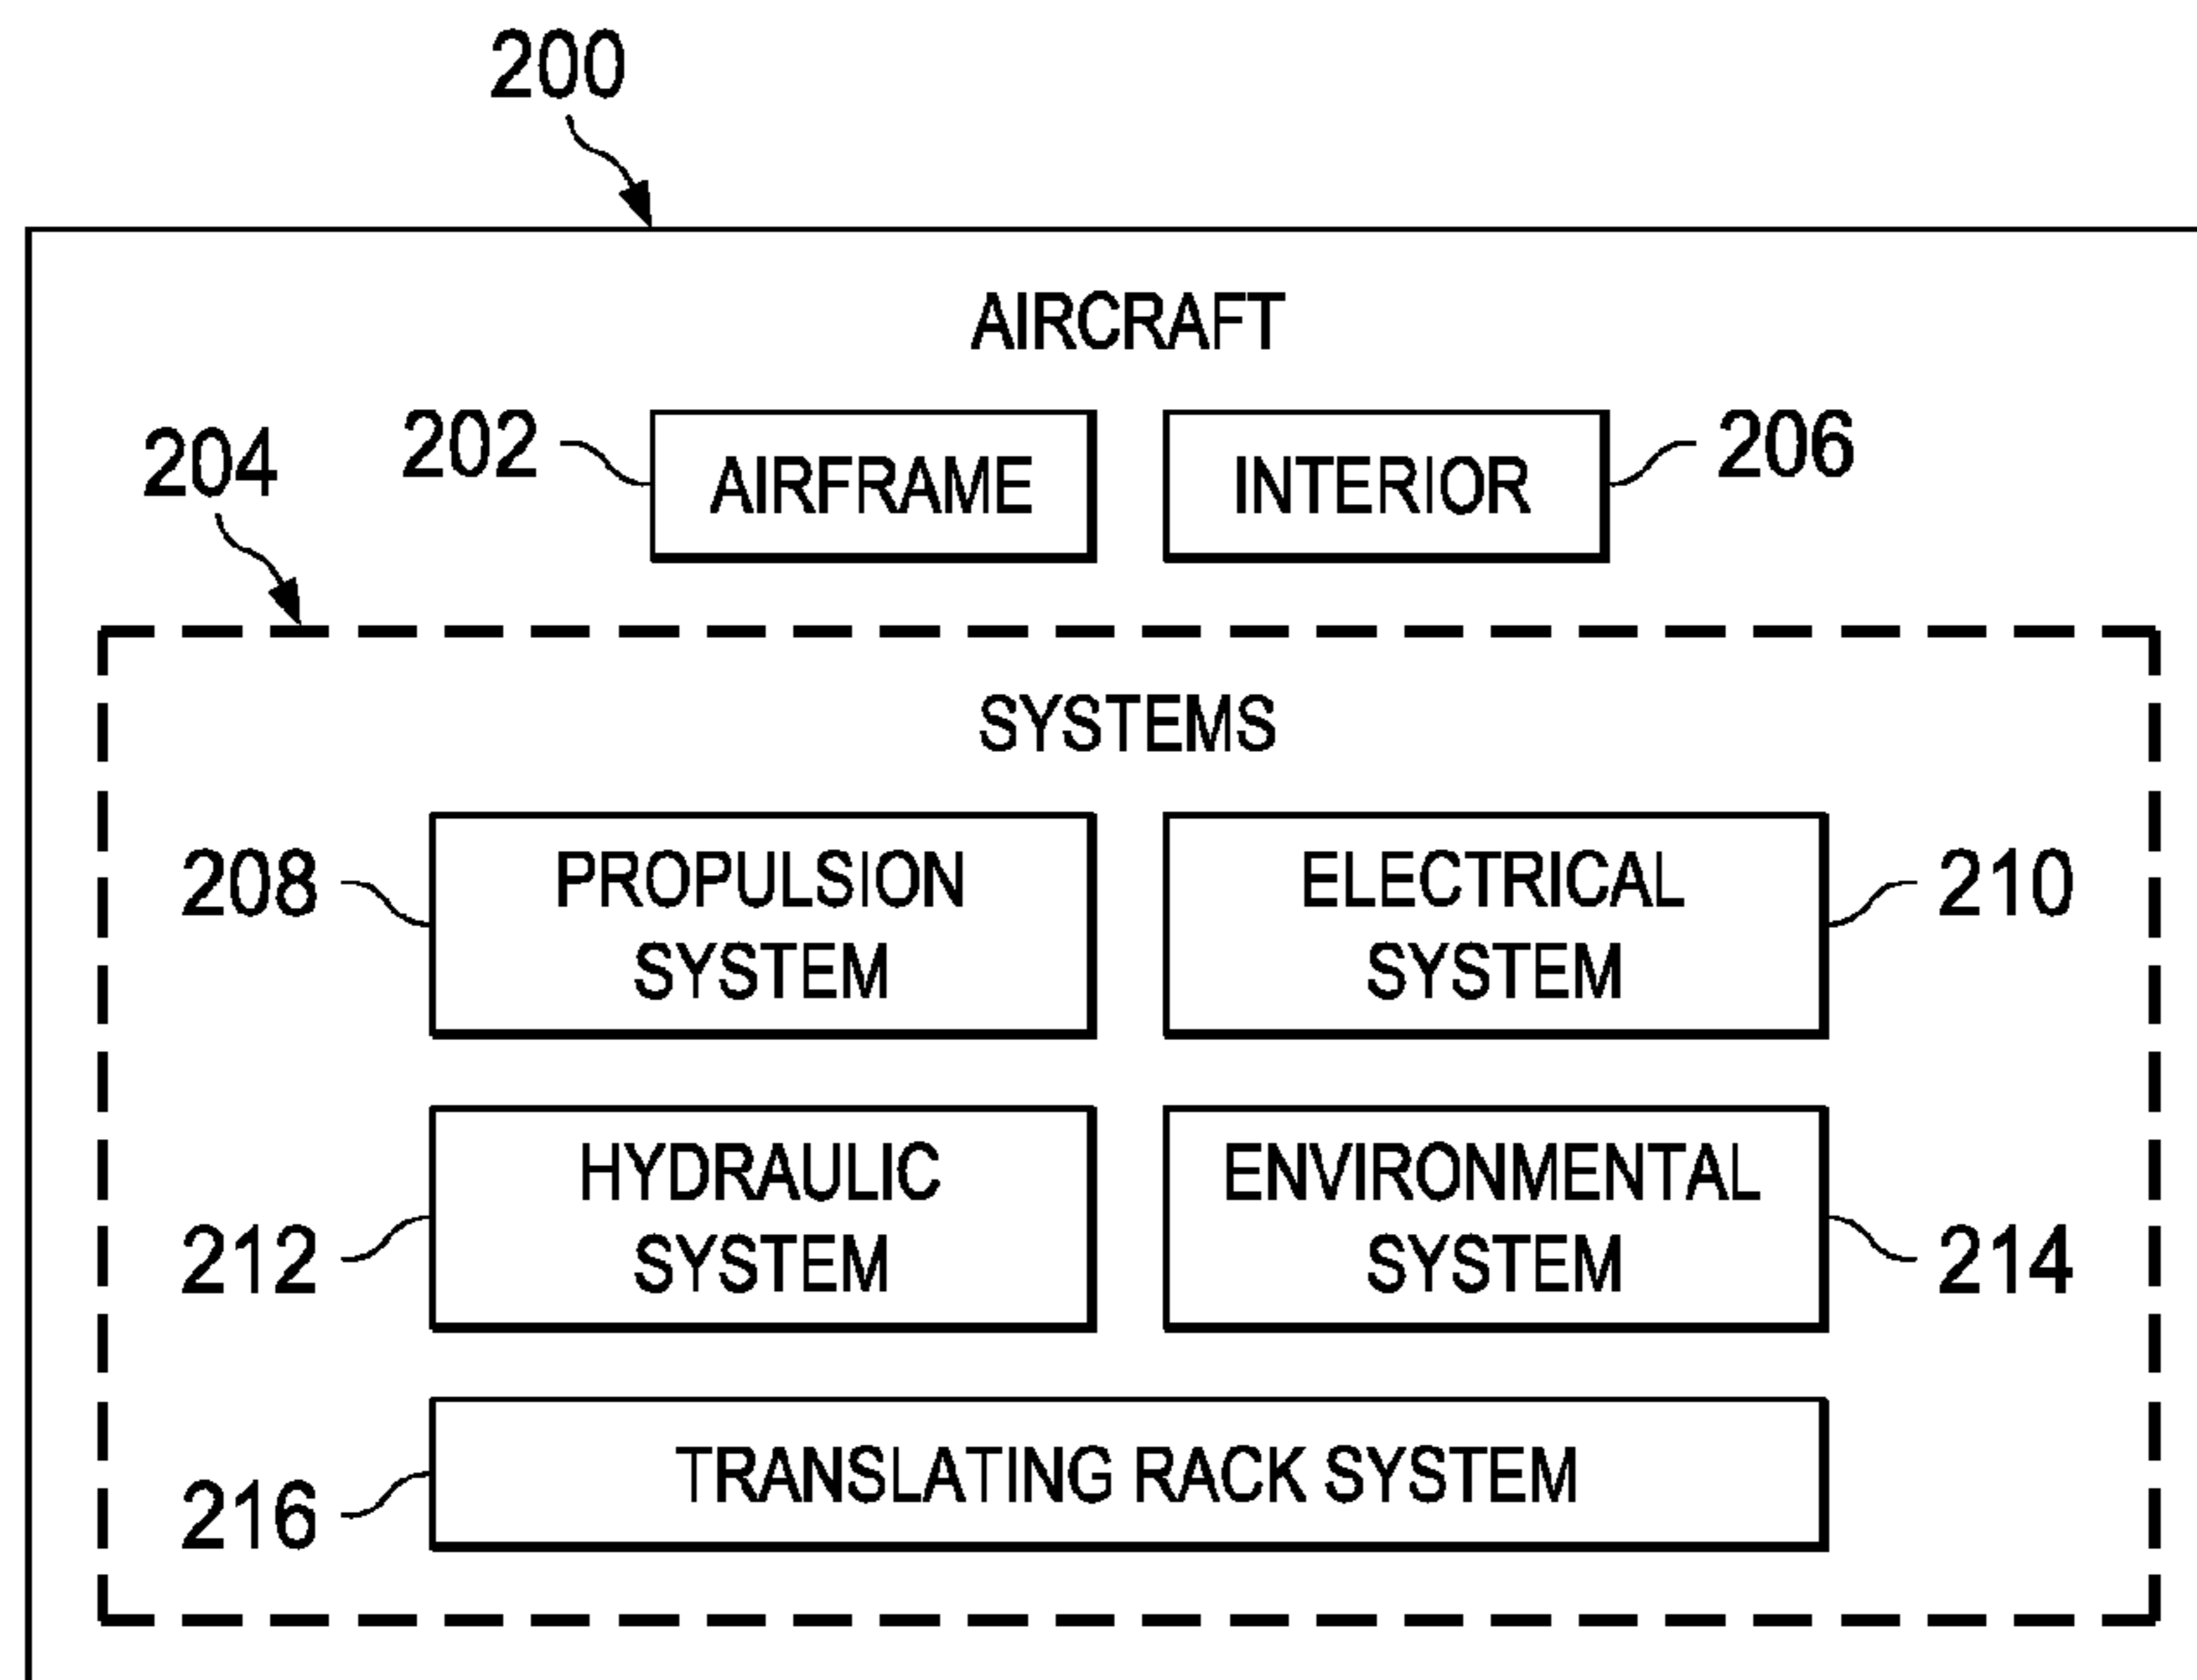 200
AIRCRAFT
202
AIRFRAME
INTERIOR
206
204
SYSTEMS
208
PROPULSION
SYSTEM
ELECTRICAL
SYSTEM
210
212
HYDRAULIC
SYSTEM
ENVIRONMENTAL
SYSTEM
214
216
TRANSLATING RACK SYSTEM